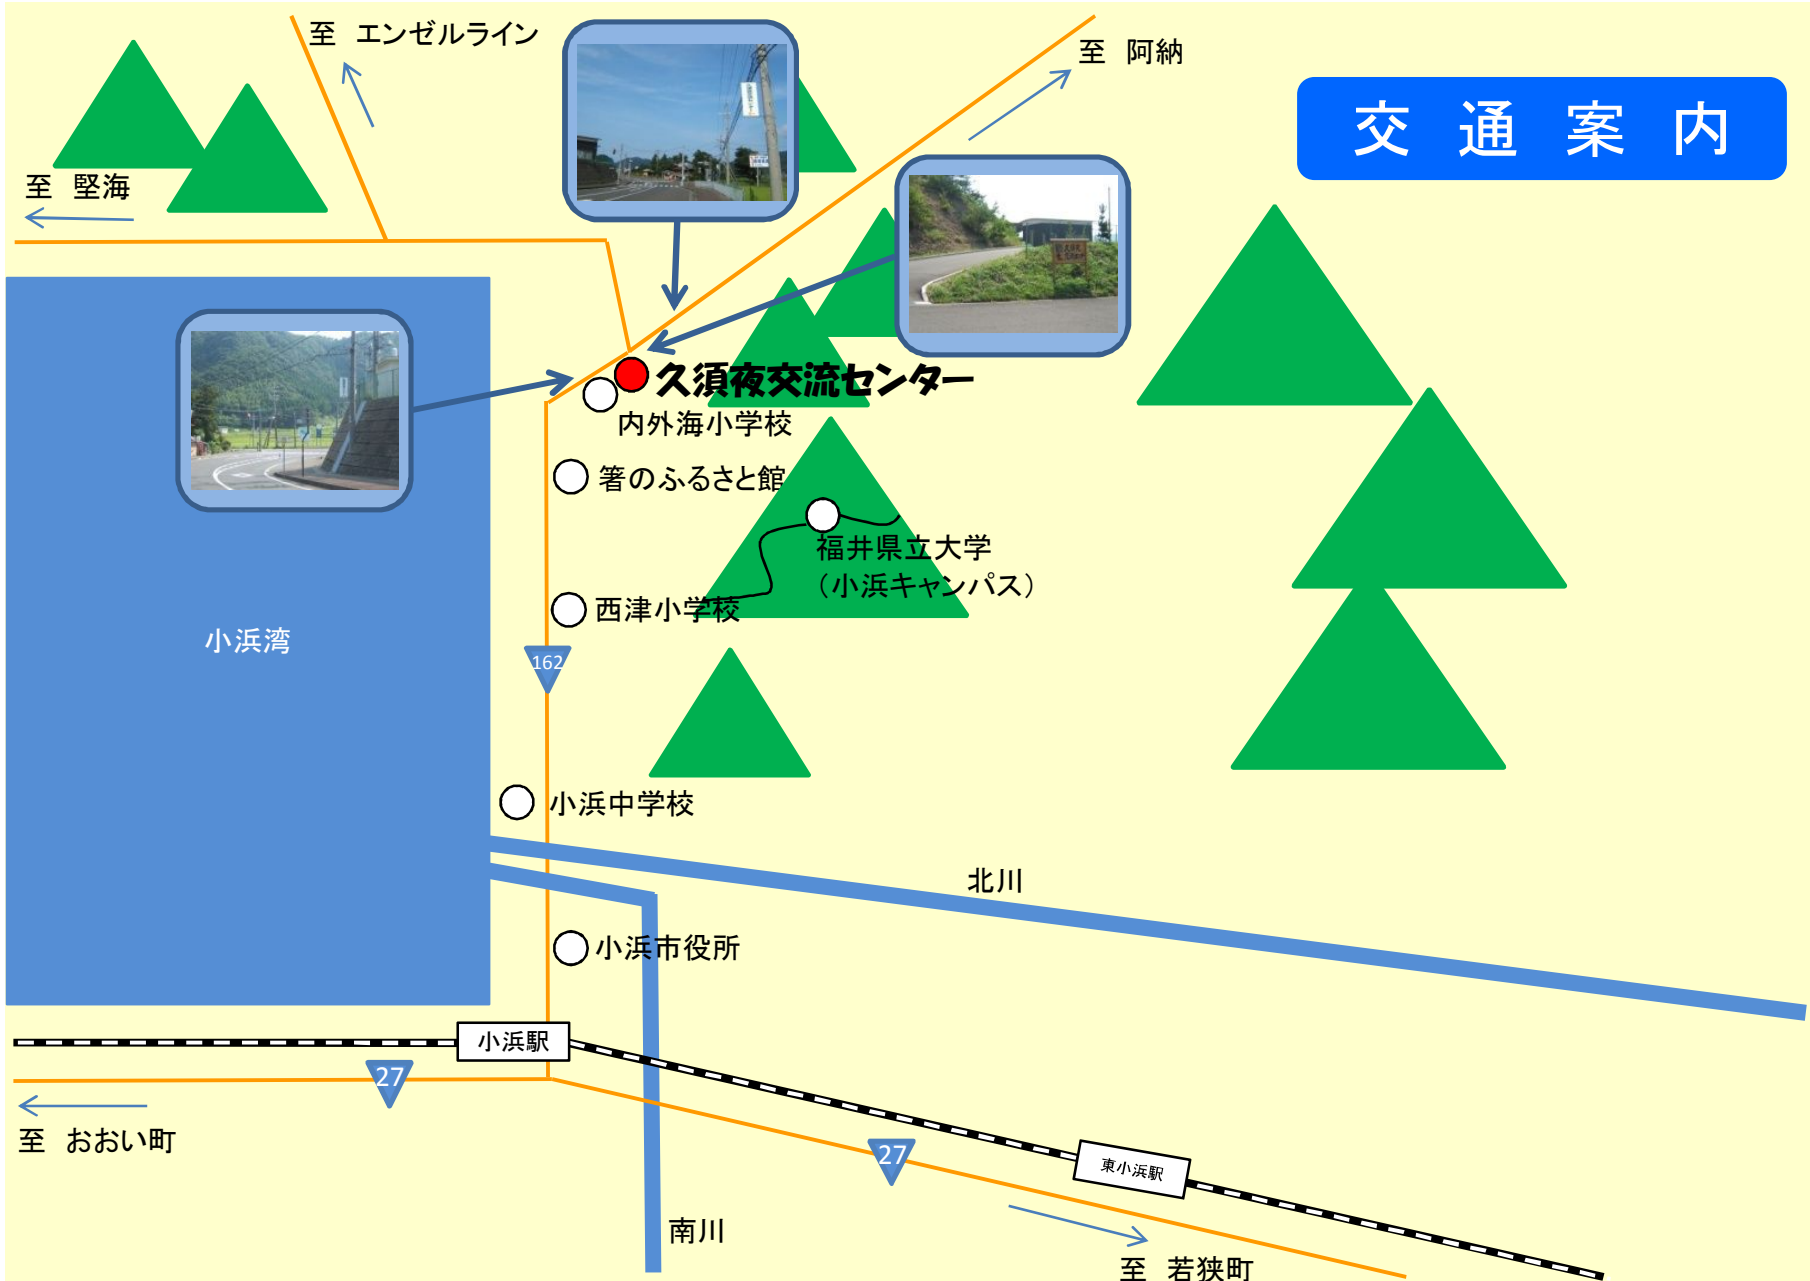 至　エンゼルライン
至　阿納
交 通 案 内
至　堅海
久須夜交流センター
内外海小学校
箸のふるさと館
福井県立大学
（小浜キャンパス）
西津小学校
小浜湾
162
小浜中学校
北川
小浜市役所
小浜駅
27
至　おおい町
27
東小浜駅
南川
至　若狭町